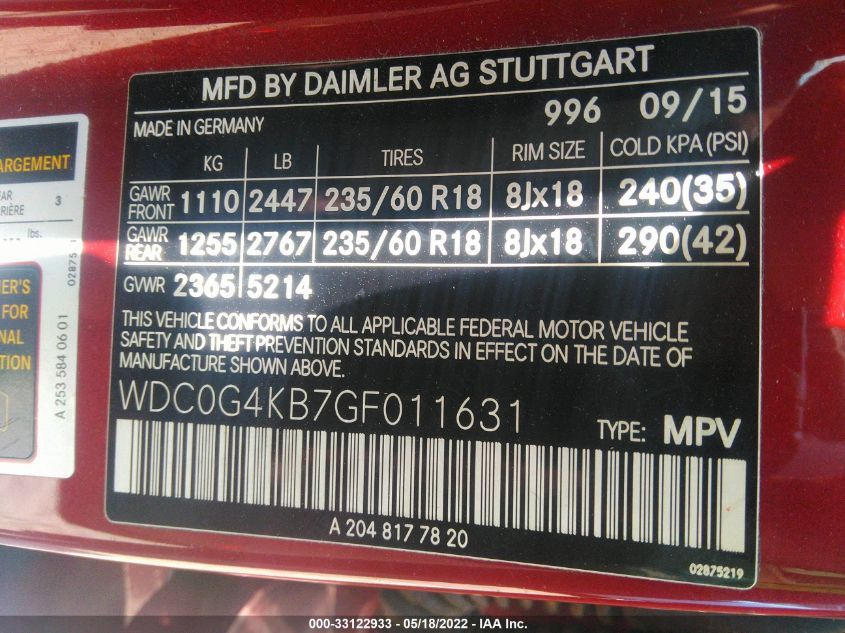 MFD BY DAIMLER AG STUTTGART
996 09/15
MADE IN GERMANY
KG LB TIRES RIM SIZE COLD KPA (PSI)
GAWR FRONT 1110 2447 235/60 R18 8Jx18 240(35)
GAWR REAR 1255 2767 235/60 R18 8Jx18 290(42)
GVWR 2365 5214
THIS VEHICLE CONFORMS TO ALL APPLICABLE FEDERAL MOTOR VEHICLE
SAFETY AND THEFT PREVENTION STANDARDS IN EFFECT ON THE DATE OF
MANUFACTURE SHOWN ABOVE.
WDC0G4KB7GF011631
TYPE: MPV
A 204 817 78 20
02875219
ARGEMENT
3
lbs.
A 253 584 06 01
FOR
000-33122933 - 05/18/2022 - IAA Inc.